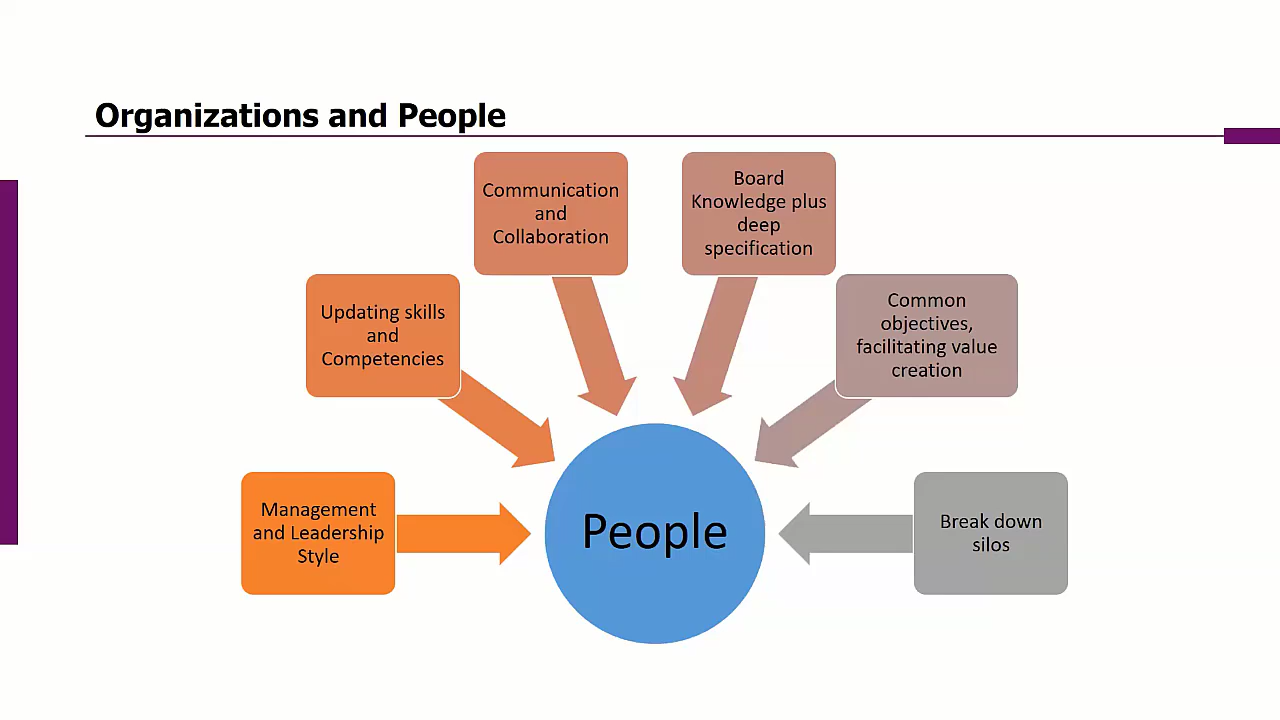 Organizations and People
Communication
and
Collaboration
Board
Knowledge plus
deep
specification
Updating skills
and
Competencies
Common
objectives,
facilitating value
creation
Management
and Leadership
Style
People
Break down
silos